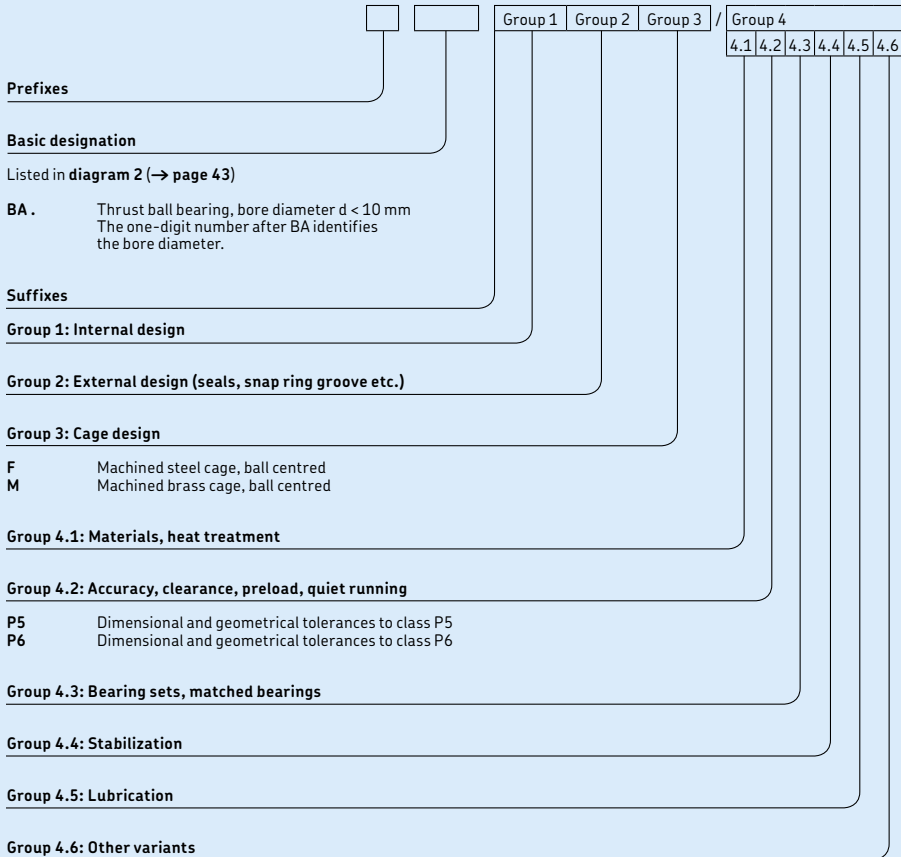 Group 1 Group 2 Group 3 / Group 4
4.1 4.2 4.3 4.4 4.5 4.6
Prefixes
Basic designation
Listed in diagram 2 (→ page 43)
BA . Thrust ball bearing, bore diameter d < 10 mm
The one-digit number after BA identifies
the bore diameter.
Suffixes
Group 1: Internal design
Group 2: External design (seals, snap ring groove etc.)
Group 3: Cage design
F Machined steel cage, ball centred
M Machined brass cage, ball centred
Group 4.1: Materials, heat treatment
Group 4.2: Accuracy, clearance, preload, quiet running
P5 Dimensional and geometrical tolerances to class P5
P6 Dimensional and geometrical tolerances to class P6
Group 4.3: Bearing sets, matched bearings
Group 4.4: Stabilization
Group 4.5: Lubrication
Group 4.6: Other variants